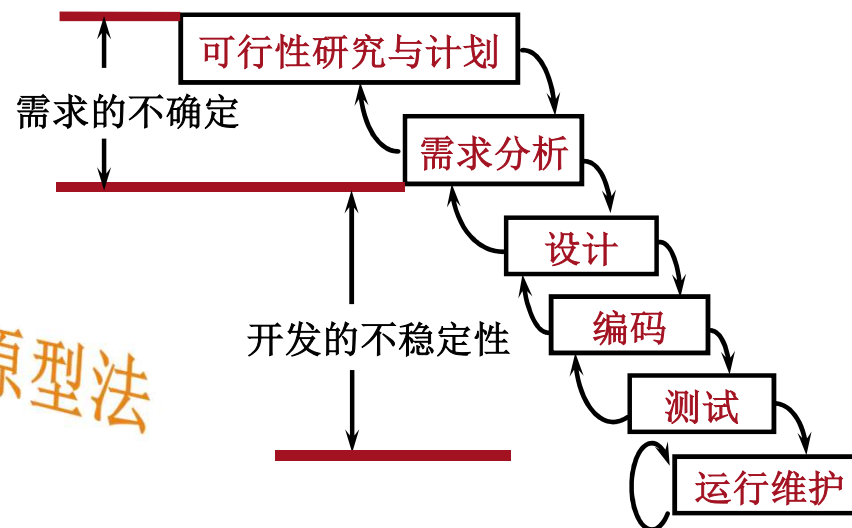 可行性研究与计划
需求的不确定
需求分析
设计
编码
开发的不稳定性
原型法
测试
运行维护